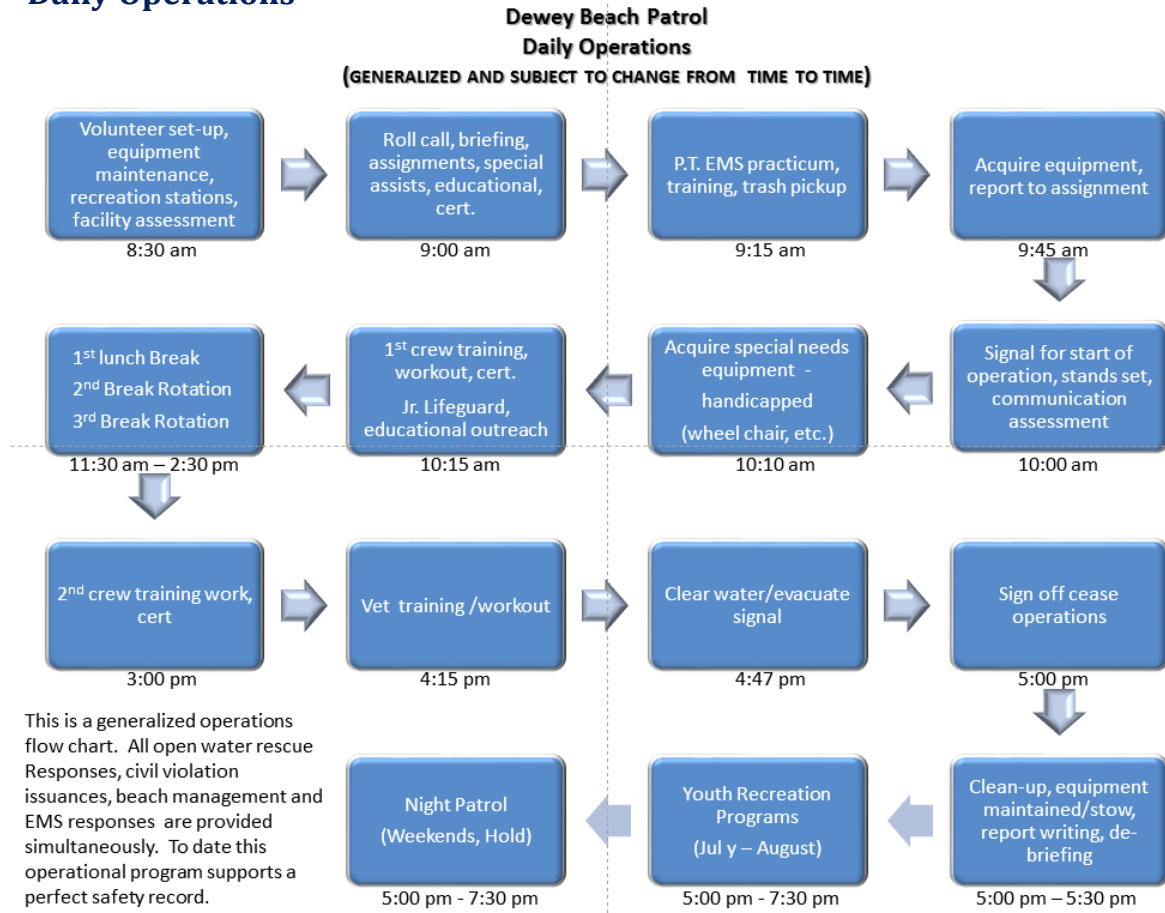 Daily Operations
Dewey Beach Patrol
Daily Operations
(GENERALIZED AND SUBJECT TO CHANGE FROM TIME TO TIME)
Volunteer set-up,
equipment
maintenance,
recreation stations,
facility assessment
8:30 am
Roll call, briefing,
assignments, special
assists, educational,
cert.
9:00 am
P.T. EMS practicum,
training, trash pickup
9:15 am
Acquire equipment,
report to assignment
9:45 am
Signal for start of
operation, stands set,
communication
assessment
10:00 am
Acquire special needs
equipment -
handicapped
(wheel chair, etc.)
10:10 am
1st crew training,
workout, cert.
Jr. Lifeguard,
educational outreach
10:15 am
1st lunch Break
2nd Break Rotation
3rd Break Rotation
11:30 am – 2:30 pm
2nd crew training work,
cert
3:00 pm
Vet training /workout
4:15 pm
Clear water/evacuate
signal
4:47 pm
Sign off cease
operations
5:00 pm
Clean-up, equipment
maintained/stow,
report writing, de-
briefing
5:00 pm – 5:30 pm
Youth Recreation
Programs
(Jul y – August)
5:00 pm - 7:30 pm
Night Patrol
(Weekends, Hold)
5:00 pm - 7:30 pm
This is a generalized operations
flow chart. All open water rescue
Responses, civil violation
issuances, beach management and
EMS responses are provided
simultaneously. To date this
operational program supports a
perfect safety record.